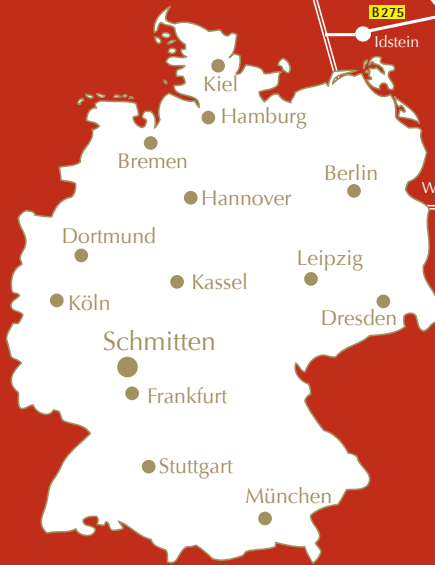 B275
Idstein
Kiel
Hamburg
Bremen
Berlin
W
Hannover
Dortmund
Leipzig
Kassel
Köln
Dresden
Schmitten
Frankfurt
Stuttgart
München